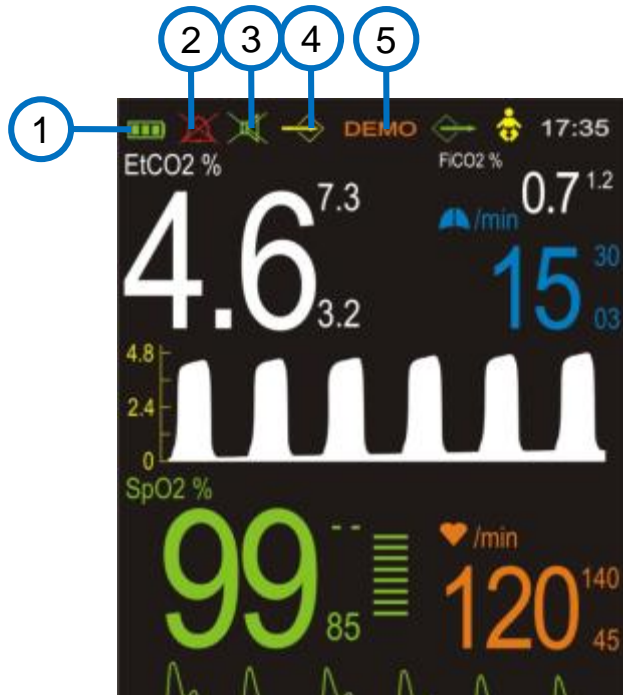 2 3 4 5
1
DEMO 17:35
EtCO2 % FiCO2 %
4.6 7.3 0.7 1.2
/min
3.2 15 30
03
4.8
2.4
0
SpO2 %
99 -- /min
85 120 140
45